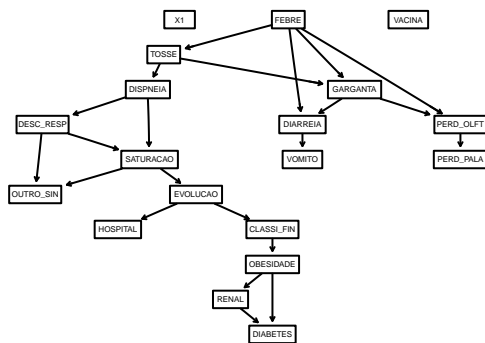 X1 FEBRE VACINA
TOSSE
DISPNEIA GARGANTA
DESC_RESP DIARREIA PERD_OLFT
SATURACAO VOMITO PERD_PALA
OUTRO_SIN EVOLUCAO
HOSPITAL CLASSI_FIN
OBESIDADE
RENAL
DIABETES